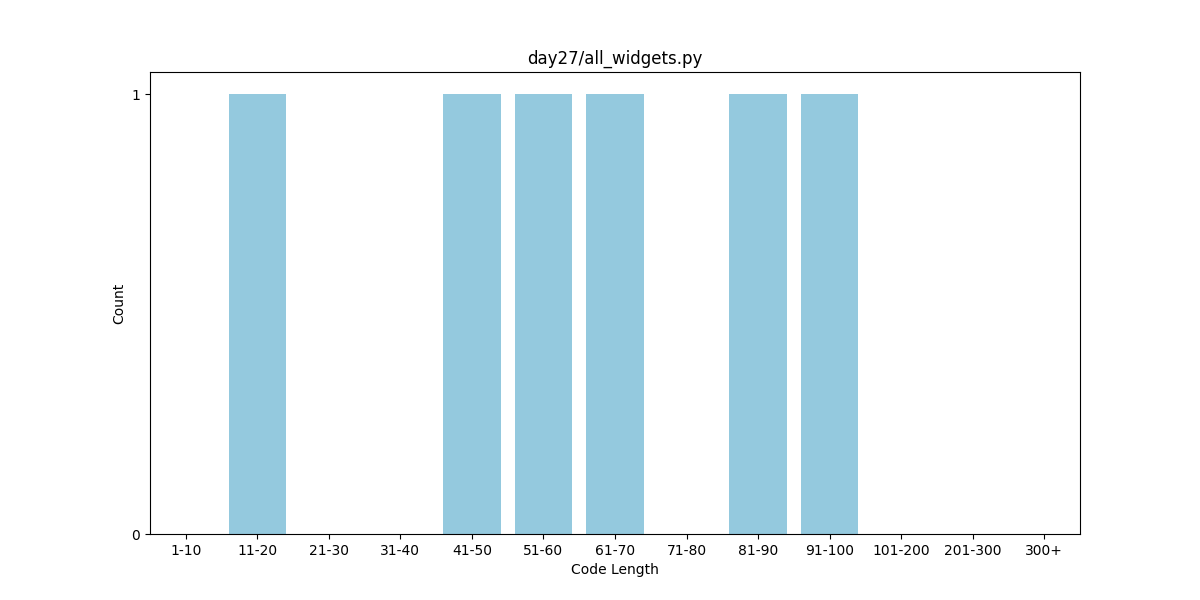 day27/all_widgets.py
1
Count
0
1-10 11-20 21-30 31-40 41-50 51-60 61-70 71-80 81-90 91-100 101-200 201-300 300+
Code Length